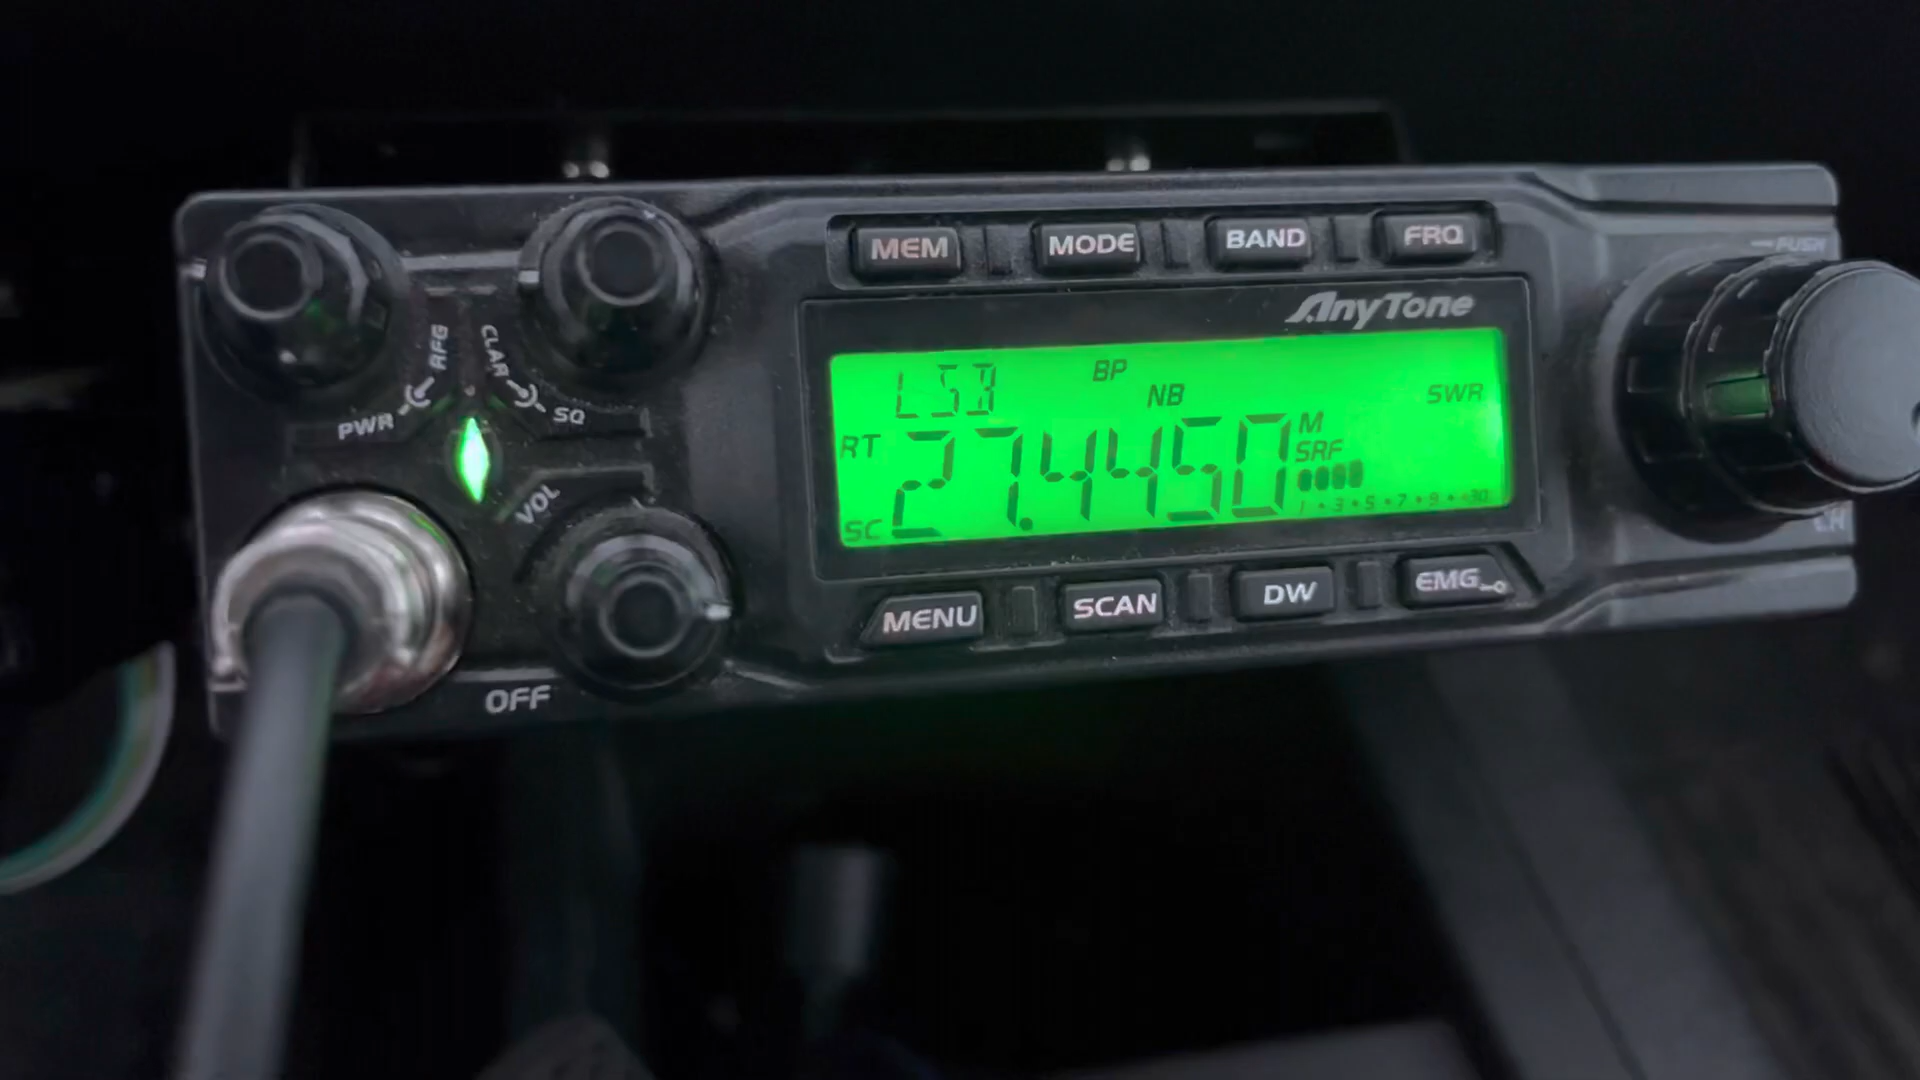 MEM MODE BAND FRQ
PUSH
AnyTone
RFG CLAR
PWR SQ
LSB BP
NB SWR
RT 27.4450 M
SRF
SC 1 • 3 • 5 • 7 • 9 • +30
VOL
CH
MENU SCAN DW EMG
OFF